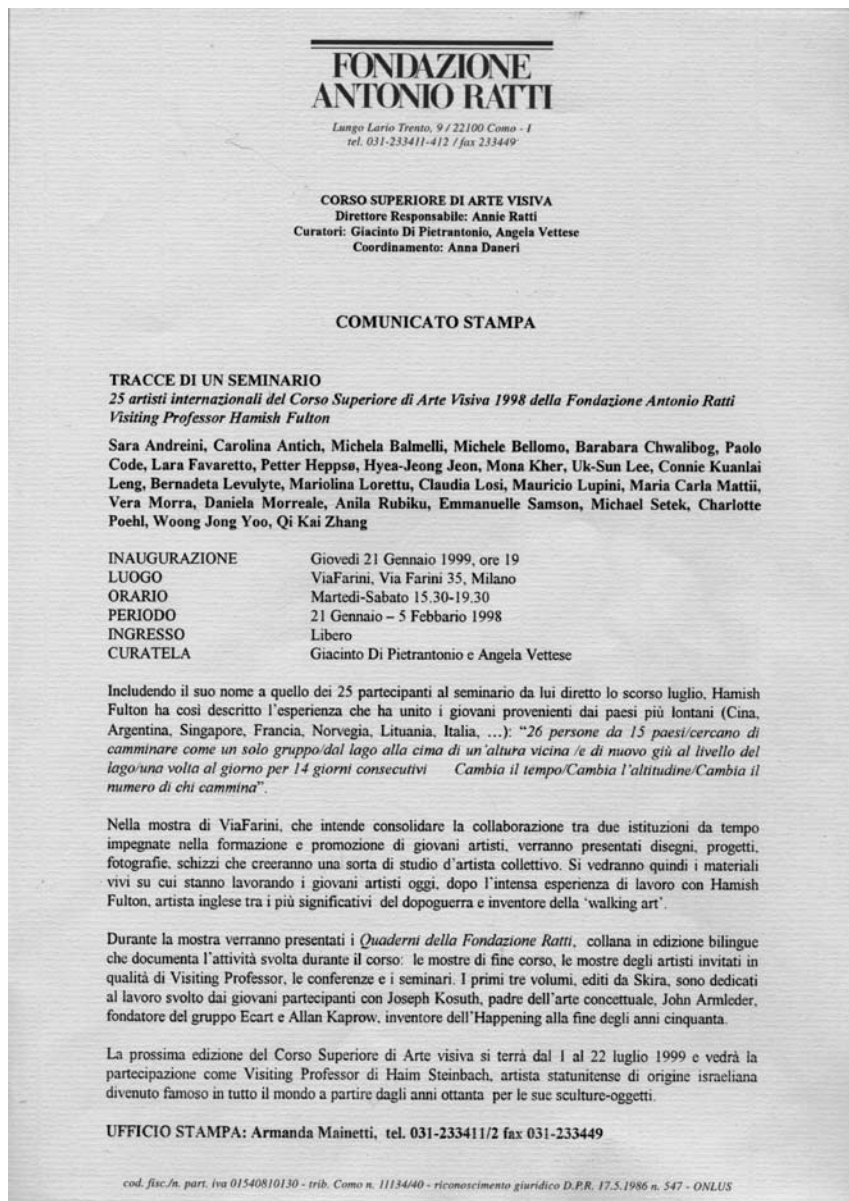 FONDAZIONE
ANTONIO RATTI
Lungo Lario Trento, 9 / 22100 Como - I
tel. 031-233411-412 / fax 233449
CORSO SUPERIORE DI ARTE VISIVA
Direttore Responsabile: Annie Ratti
Curatori: Giacinto Di Pietrantonio, Angela Vettese
Coordinamento: Anna Daneri
COMUNICATO STAMPA
TRACCE DI UN SEMINARIO
25 artisti internazionali del Corso Superiore di Arte Visiva 1998 della Fondazione Antonio Ratti
Visiting Professor Hamish Fulton
Sara Andreini, Carolina Antich, Michela Balmelli, Michele Bellomo, Barabara Chwalibog, Paolo
Code, Lara Favaretto, Petter Heppsø, Hyea-Jeong Jeon, Mona Kher, Uk-Sun Lee, Connie Kuanlai
Leng, Bernadeta Levulyte, Mariolina Lorettu, Claudia Losi, Mauricio Lupini, Maria Carla Mattii,
Vera Morra, Daniela Morreale, Anila Rubiku, Emmanuelle Samson, Michael Setek, Charlotte
Poehl, Woong Jong Yoo, Qi Kai Zhang
INAUGURAZIONE Giovedì 21 Gennaio 1999, ore 19
LUOGO ViaFarini, Via Farini 35, Milano
ORARIO Martedì-Sabato 15.30-19.30
PERIODO 21 Gennaio – 5 Febbario 1998
INGRESSO Libero
CURATELA Giacinto Di Pietrantonio e Angela Vettese
Includendo il suo nome a quello dei 25 partecipanti al seminario da lui diretto lo scorso luglio, Hamish
Fulton ha così descritto l'esperienza che ha unito i giovani provenienti dai paesi più lontani (Cina,
Argentina, Singapore, Francia, Norvegia, Lituania, Italia, ...): "26 persone da 15 paesi/cercano di
camminare come un solo gruppo/dal lago alla cima di un'altura vicina /e di nuovo giù al livello del
lago/una volta al giorno per 14 giorni consecutivi Cambia il tempo/Cambia l'altitudine/Cambia il
numero di chi cammina".
Nella mostra di ViaFarini, che intende consolidare la collaborazione tra due istituzioni da tempo
impegnate nella formazione e promozione di giovani artisti, verranno presentati disegni, progetti,
fotografie, schizzi che creeranno una sorta di studio d'artista collettivo. Si vedranno quindi i materiali
vivi su cui stanno lavorando i giovani artisti oggi, dopo l'intensa esperienza di lavoro con Hamish
Fulton, artista inglese tra i più significativi del dopoguerra e inventore della 'walking art'.
Durante la mostra verranno presentati i Quaderni della Fondazione Ratti, collana in edizione bilingue
che documenta l'attività svolta durante il corso: le mostre di fine corso, le mostre degli artisti invitati in
qualità di Visiting Professor, le conferenze e i seminari. I primi tre volumi, editi da Skira, sono dedicati
al lavoro svolto dai giovani partecipanti con Joseph Kosuth, padre dell'arte concettuale, John Armleder,
fondatore del gruppo Ecart e Allan Kaprow, inventore dell'Happening alla fine degli anni cinquanta.
La prossima edizione del Corso Superiore di Arte visiva si terrà dal 1 al 22 luglio 1999 e vedrà la
partecipazione come Visiting Professor di Haim Steinbach, artista statunitense di origine israeliana
divenuto famoso in tutto il mondo a partire dagli anni ottanta per le sue sculture-oggetti.
UFFICIO STAMPA: Armanda Mainetti, tel. 031-233411/2 fax 031-233449
cod. fisc./n. part. iva 01540810130 - trib. Como n. 11134/40 - riconoscimento giuridico D.P.R. 17.5.1986 n. 547 - ONLUS